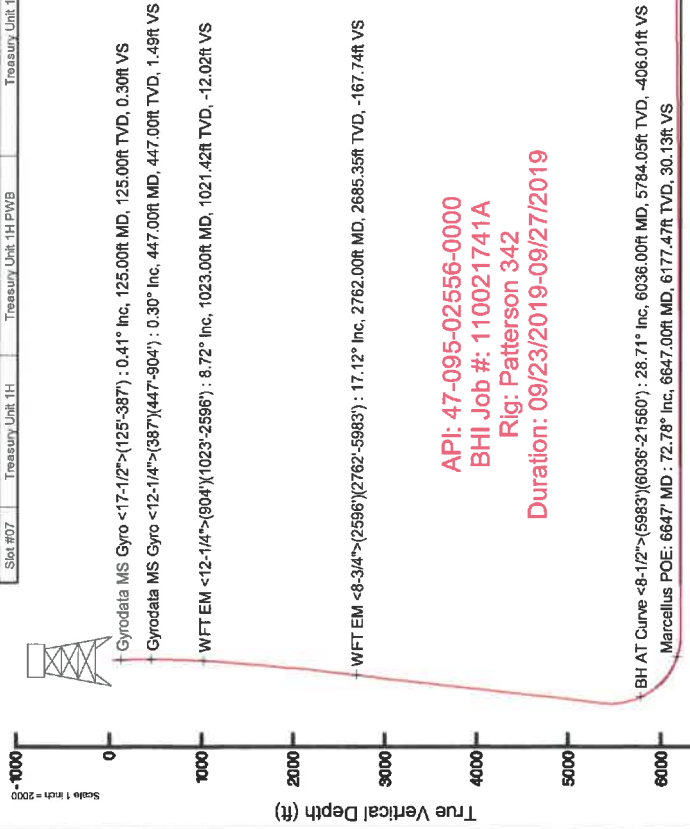 Slot #07
Treasury Unit 1H
Treasury Unit 1H PWB
Treasury Unit 1
-1000
Scale 1 inch = 2000
0
1000
2000
3000
4000
5000
6000
True Vertical Depth (ft)
Gyrodata MS Gyro <17-1/2">(125'-387') : 0.41° Inc, 125.00ft MD, 125.00ft TVD, 0.30ft VS
Gyrodata MS Gyro <12-1/4">(387')(447'-904') : 0.30° Inc, 447.00ft MD, 447.00ft TVD, 1.49ft VS
WFT EM <12-1/4">(904')(1023'-2596') : 8.72° Inc, 1023.00ft MD, 1021.42ft TVD, -12.02ft VS
WFT EM <8-3/4">(2596')(2762'-5983') : 17.12° Inc, 2762.00ft MD, 2685.35ft TVD, -167.74ft VS
API: 47-095-02556-0000
BHI Job #: 110021741A
Rig: Patterson 342
Duration: 09/23/2019-09/27/2019
BH AT Curve <8-1/2">(5983')(6036'-21560') : 28.71° Inc, 6036.00ft MD, 5784.05ft TVD, -406.01ft VS
Marcellus POE: 6647' MD : 72.78° Inc, 6647.00ft MD, 6177.47ft TVD, 30.13ft VS